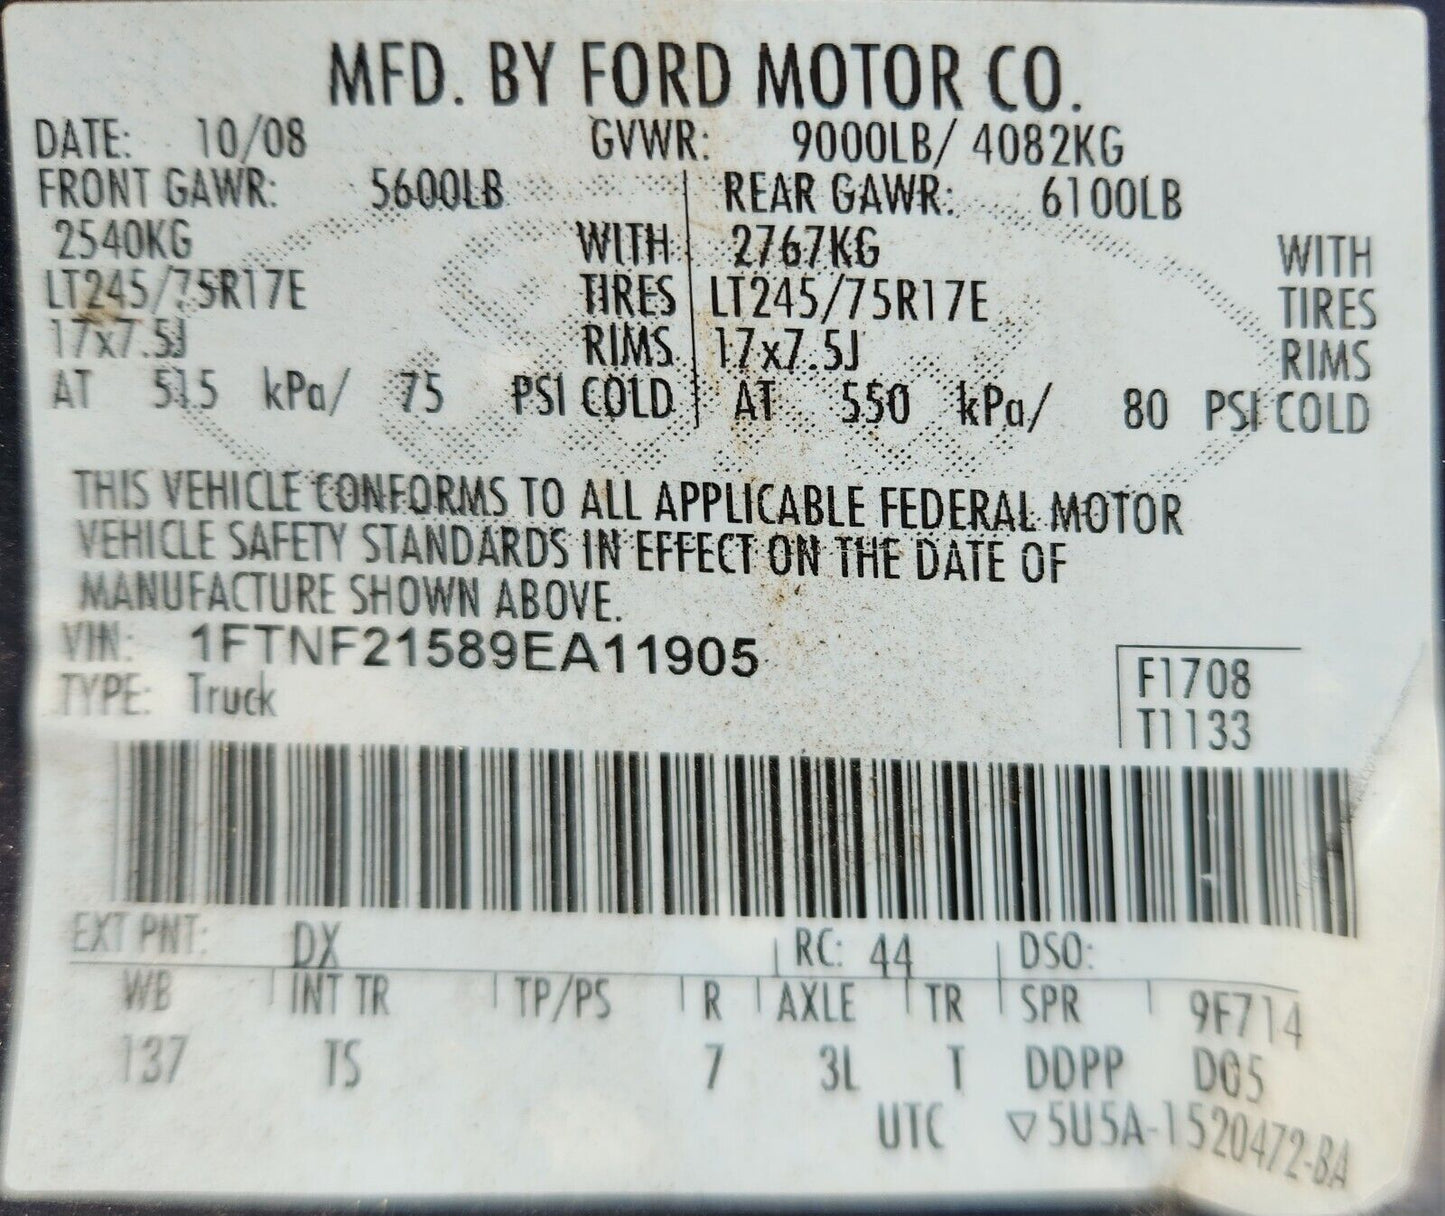 MFD. BY FORD MOTOR CO.
DATE: 10/08 GVWR: 9000LB/ 4082KG
FRONT GAWR: 5600LB REAR GAWR: 6100LB
2540KG WITH 2767KG WITH
LT245/75R17E TIRES LT245/75R17E TIRES
17x7.5J RIMS 17x7.5J RIMS
AT 515 kPa/ 75 PSI COLD AT 550 kPa/ 80 PSI COLD
THIS VEHICLE CONFORMS TO ALL APPLICABLE FEDERAL MOTOR
VEHICLE SAFETY STANDARDS IN EFFECT ON THE DATE OF
MANUFACTURE SHOWN ABOVE.
VIN: 1FTNF21589EA11905
TYPE: Truck
F1708
T1133
EXT PNT: DX RC: 44 DSO:
WB INT TR TP/PS R AXLE TR SPR 9F714
137 TS 7 3L T DDPP D05
UTC ▽5U5A-1520472-BA